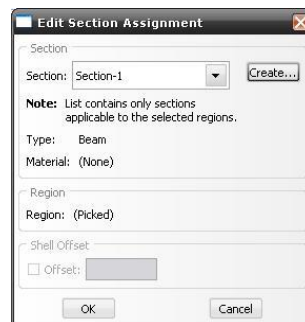 Edit Section Assignment
Section
Section: Section-1 Create...
Note: List contains only sections
applicable to the selected regions.
Type: Beam
Material: (None)
Region
Region: (Picked)
Shell Offset
Offset:
OK Cancel